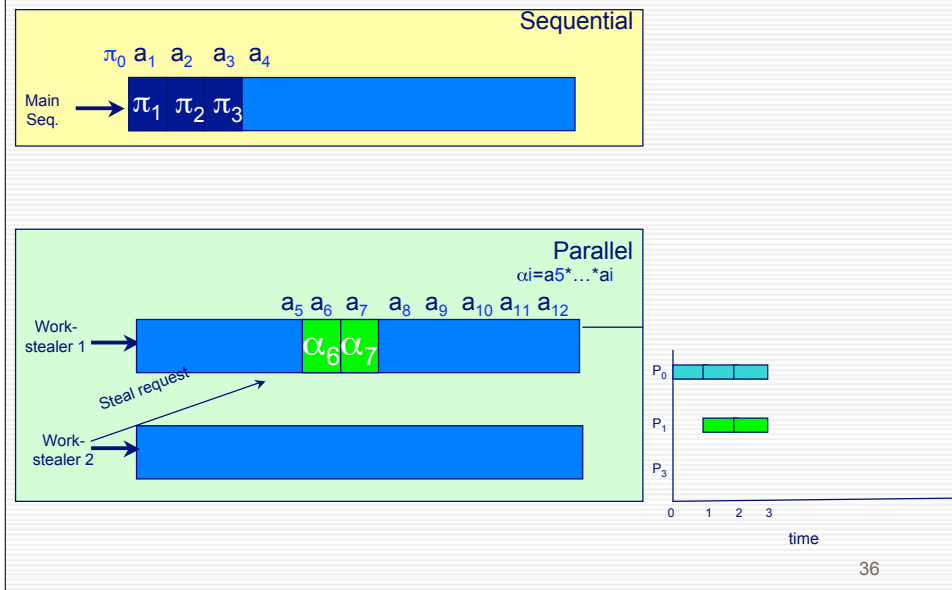 Sequential
π0 a1 a2 a3 a4
Main
Seq.
π1 π2 π3
Parallel
αi=a5*…*ai
a5 a6 a7 a8 a9 a10 a11 a12
Work-
stealer 1
α6 α7
Steal request
Work-
stealer 2
P0
P1
P3
0 1 2 3
time
36